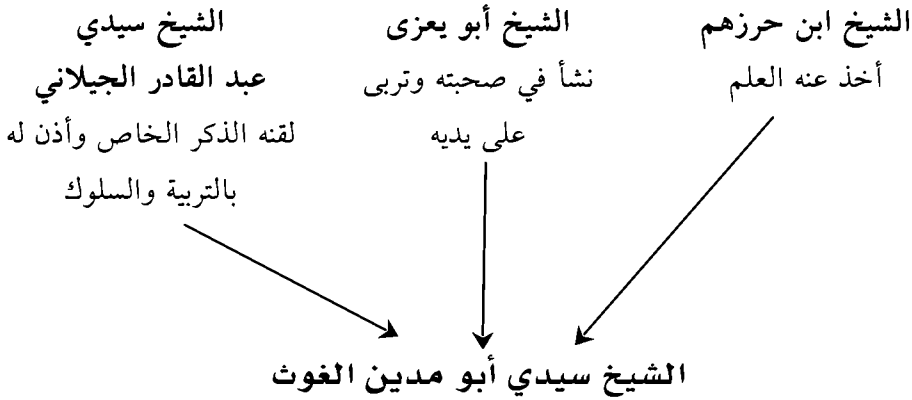 الشيخ ابن حرزهم
أخذ عنه العلم
الشيخ أبو يعزى
نشأ في صحبته وتربى
على يديه
الشيخ سيدي
عبد القادر الجيلاني
لقنه الذكر الخاص وأذن له
بالتربية والسلوك
الشيخ سيدي أبو مدين الغوث